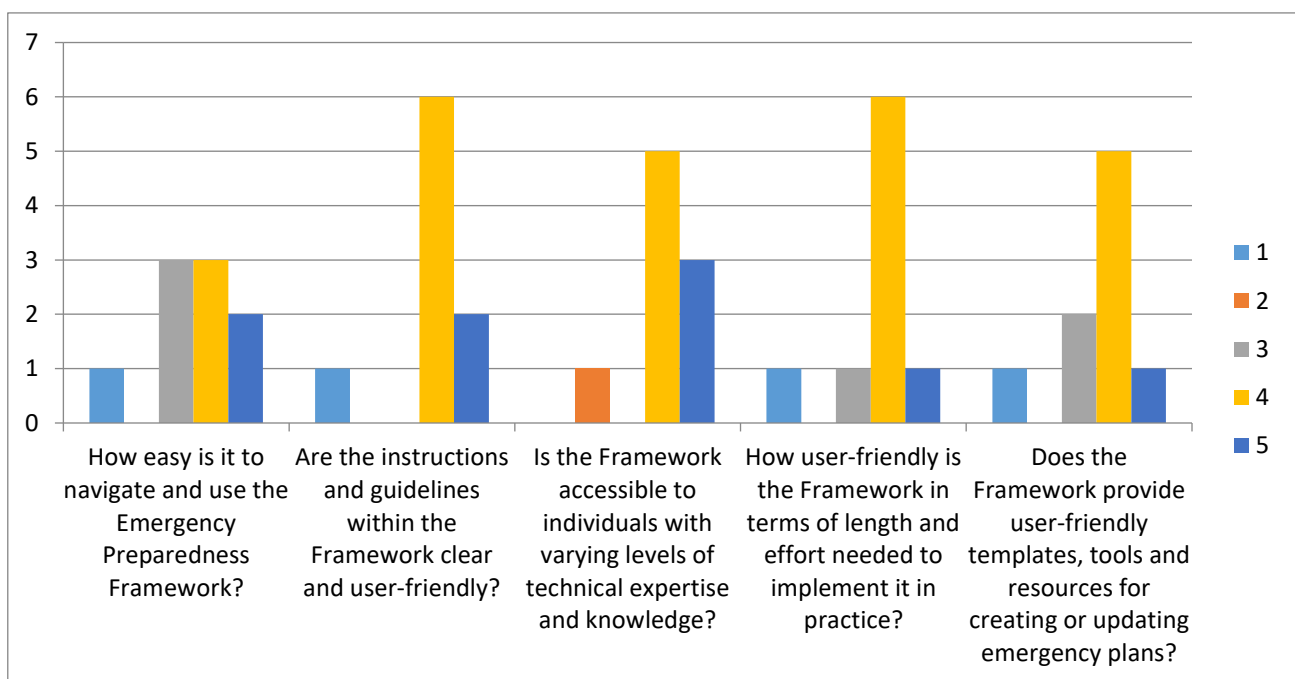 7
6
5
4
3
2
1
0
How easy is it to
navigate and use the
Emergency
Preparedness
Framework?
Are the instructions
and guidelines
within the
Framework clear
and user-friendly?
Is the Framework
accessible to
individuals with
varying levels of
technical expertise
and knowledge?
How user-friendly is
the Framework in
terms of length and
effort needed to
implement it in
practice?
Does the
Framework provide
user-friendly
templates, tools and
resources for
creating or updating
emergency plans?
1
2
3
4
5